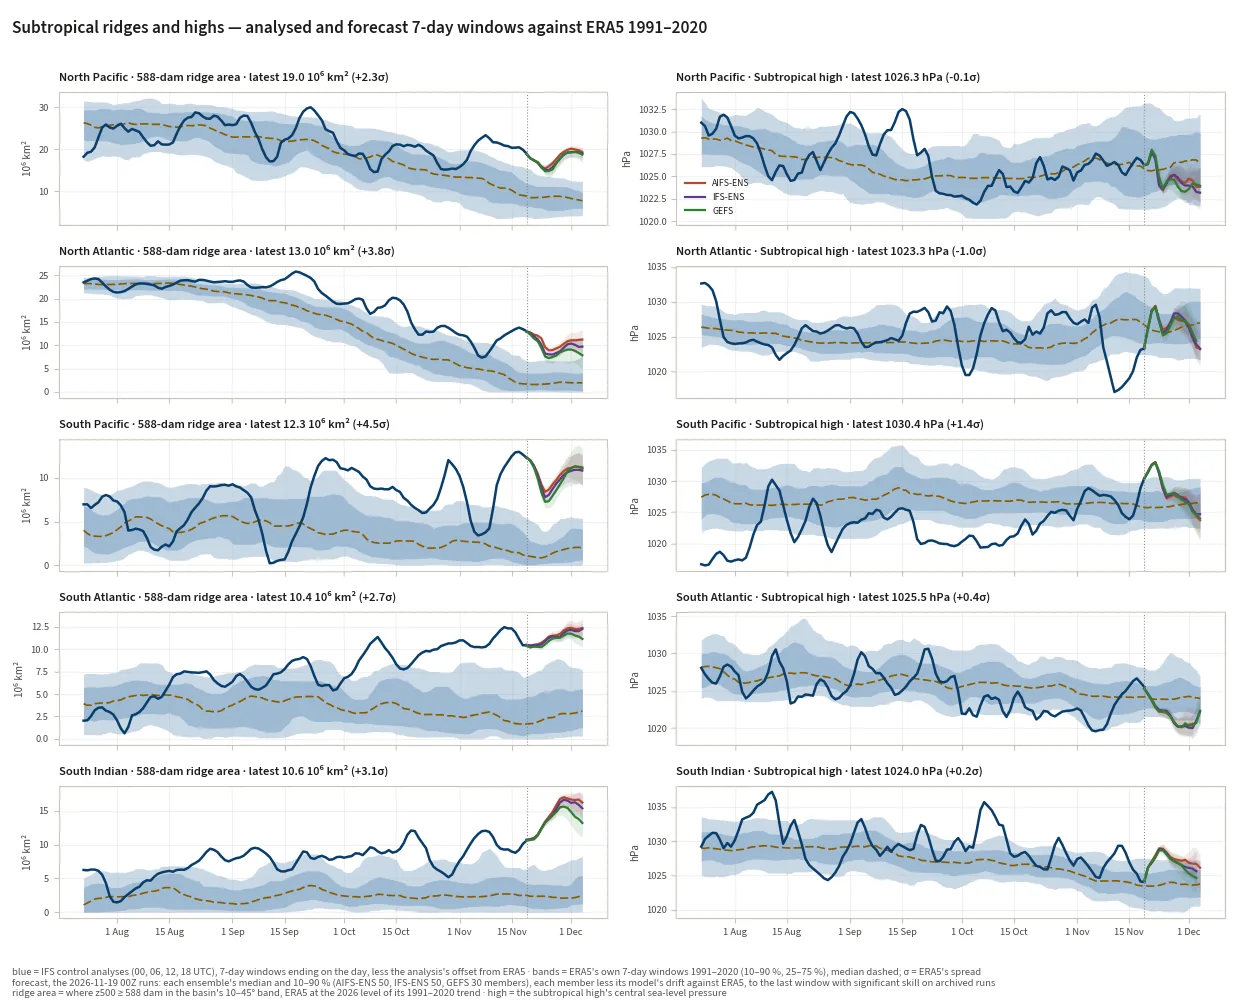 Subtropical ridges and highs — analysed and forecast 7-day windows against ERA5 1991–2020
North Pacific · 588-dam ridge area · latest 19.0 10⁶ km² (+2.3σ)
10⁶ km²
30
20
10
North Pacific · Subtropical high · latest 1026.3 hPa (-0.1σ)
hPa
1032.5
1030.0
1027.5
1025.0
1022.5
1020.0
AIFS-ENS
IFS-ENS
GEFS
North Atlantic · 588-dam ridge area · latest 13.0 10⁶ km² (+3.8σ)
10⁶ km²
25
20
15
10
5
0
North Atlantic · Subtropical high · latest 1023.3 hPa (-1.0σ)
hPa
1035
1030
1025
1020
South Pacific · 588-dam ridge area · latest 12.3 10⁶ km² (+4.5σ)
10⁶ km²
10
5
0
South Pacific · Subtropical high · latest 1030.4 hPa (+1.4σ)
hPa
1035
1030
1025
1020
South Atlantic · 588-dam ridge area · latest 10.4 10⁶ km² (+2.7σ)
10⁶ km²
12.5
10.0
7.5
5.0
2.5
0.0
South Atlantic · Subtropical high · latest 1025.5 hPa (+0.4σ)
hPa
1035
1030
1025
1020
South Indian · 588-dam ridge area · latest 10.6 10⁶ km² (+3.1σ)
10⁶ km²
15
10
5
0
1 Aug 15 Aug 1 Sep 15 Sep 1 Oct 15 Oct 1 Nov 15 Nov 1 Dec
South Indian · Subtropical high · latest 1024.0 hPa (+0.2σ)
hPa
1035
1030
1025
1020
1 Aug 15 Aug 1 Sep 15 Sep 1 Oct 15 Oct 1 Nov 15 Nov 1 Dec
blue = IFS control analyses (00, 06, 12, 18 UTC), 7-day windows ending on the day, less the analysis's offset from ERA5 · bands = ERA5's own 7-day windows 1991–2020 (10–90 %, 25–75 %), median dashed; σ = ERA5's spread
forecast, the 2026-11-19 00Z runs: each ensemble's median and 10–90 % (AIFS-ENS 50, IFS-ENS 50, GEFS 30 members), each member less its model's drift against ERA5, to the last window with significant skill on archived runs
ridge area = where z500 ≥ 588 dam in the basin's 10–45° band, ERA5 at the 2026 level of its 1991–2020 trend · high = the subtropical high's central sea-level pressure